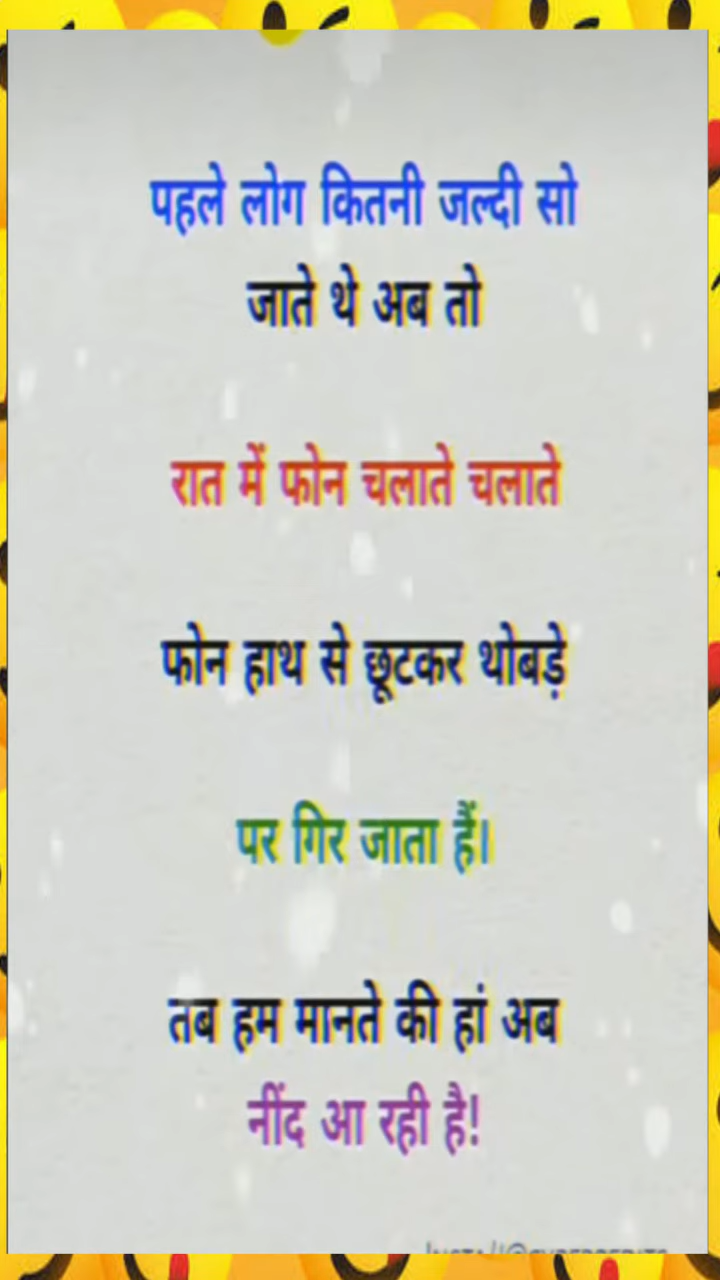 पहले लोग कितनी जल्दी सो
जाते थे अब तो
रात में फोन चलाते चलाते
फोन हाथ से छूटकर थोबड़े
पर गिर जाता हैं।
तब हम मानते की हां अब
नींद आ रही है!